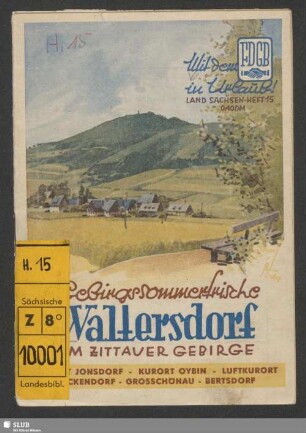 H. 15
Mit dem FDGB
in Urlaub!
LAND SACHSEN-HEFT 15
0,40 DM
Gebirgssommerfrische
Waltersdorf
IM ZITTAUER GEBIRGE
JONSDORF - KURORT OYBIN - LUFTKURORT
GROSSCHÖNAU - BERTSDORF
H. 15
Sächsische
Z 8°
10001
Landesbibl.
SLUB